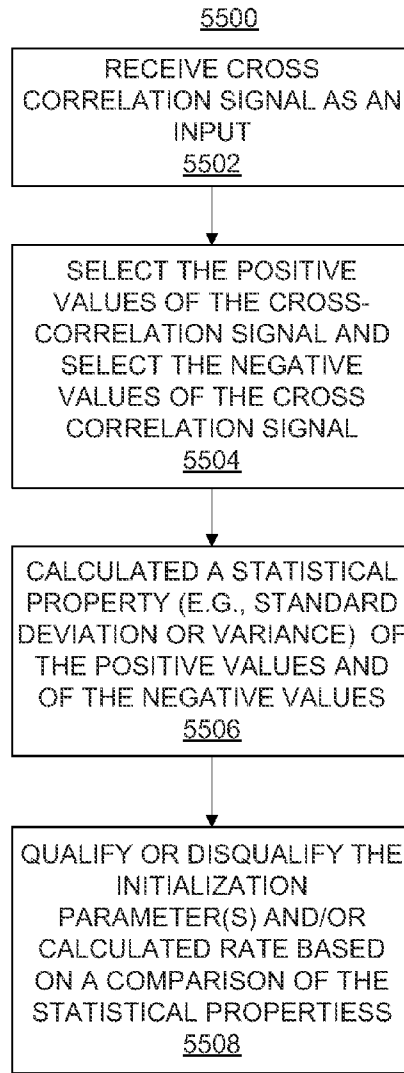 5500
RECEIVE CROSS
CORRELATION SIGNAL AS AN
INPUT
5502
SELECT THE POSITIVE
VALUES OF THE CROSS-
CORRELATION SIGNAL AND
SELECT THE NEGATIVE
VALUES OF THE CROSS
CORRELATION SIGNAL
5504
CALCULATED A STATISTICAL
PROPERTY (E.G., STANDARD
DEVIATION OR VARIANCE) OF
THE POSITIVE VALUES AND
OF THE NEGATIVE VALUES
5506
QUALIFY OR DISQUALIFY THE
INITIALIZATION
PARAMETER(S) AND/OR
CALCULATED RATE BASED
ON A COMPARISON OF THE
STATISTICAL PROPERTIESS
5508